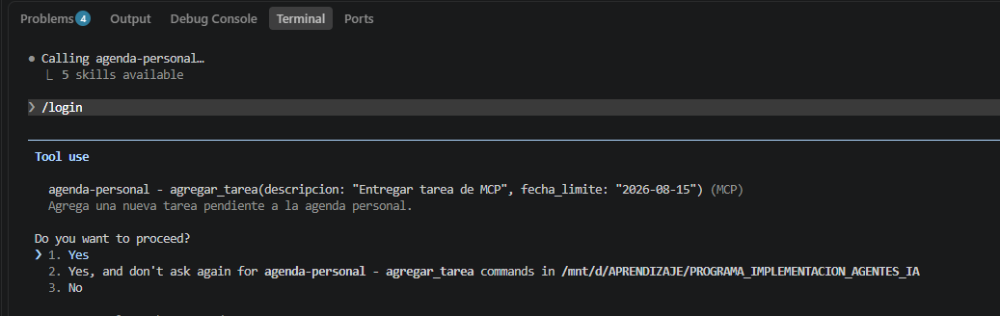 Problems 4 Output Debug Console Terminal Ports
● Calling agenda-personal…
⎣ 5 skills available
❯ /login
Tool use
agenda-personal - agregar_tarea(descripcion: "Entregar tarea de MCP", fecha_limite: "2026-08-15") (MCP)
Agrega una nueva tarea pendiente a la agenda personal.
Do you want to proceed?
❯ 1. Yes
2. Yes, and don't ask again for agenda-personal - agregar_tarea commands in /mnt/d/APRENDIZAJE/PROGRAMA_IMPLEMENTACION_AGENTES_IA
3. No